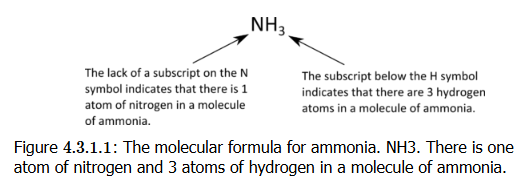 NH₃
The lack of a subscript on the N
symbol indicates that there is 1
atom of nitrogen in a molecule
of ammonia.
The subscript below the H symbol
indicates that there are 3 hydrogen
atoms in a molecule of ammonia.
Figure 4.3.1.1: The molecular formula for ammonia. NH3. There is one
atom of nitrogen and 3 atoms of hydrogen in a molecule of ammonia.